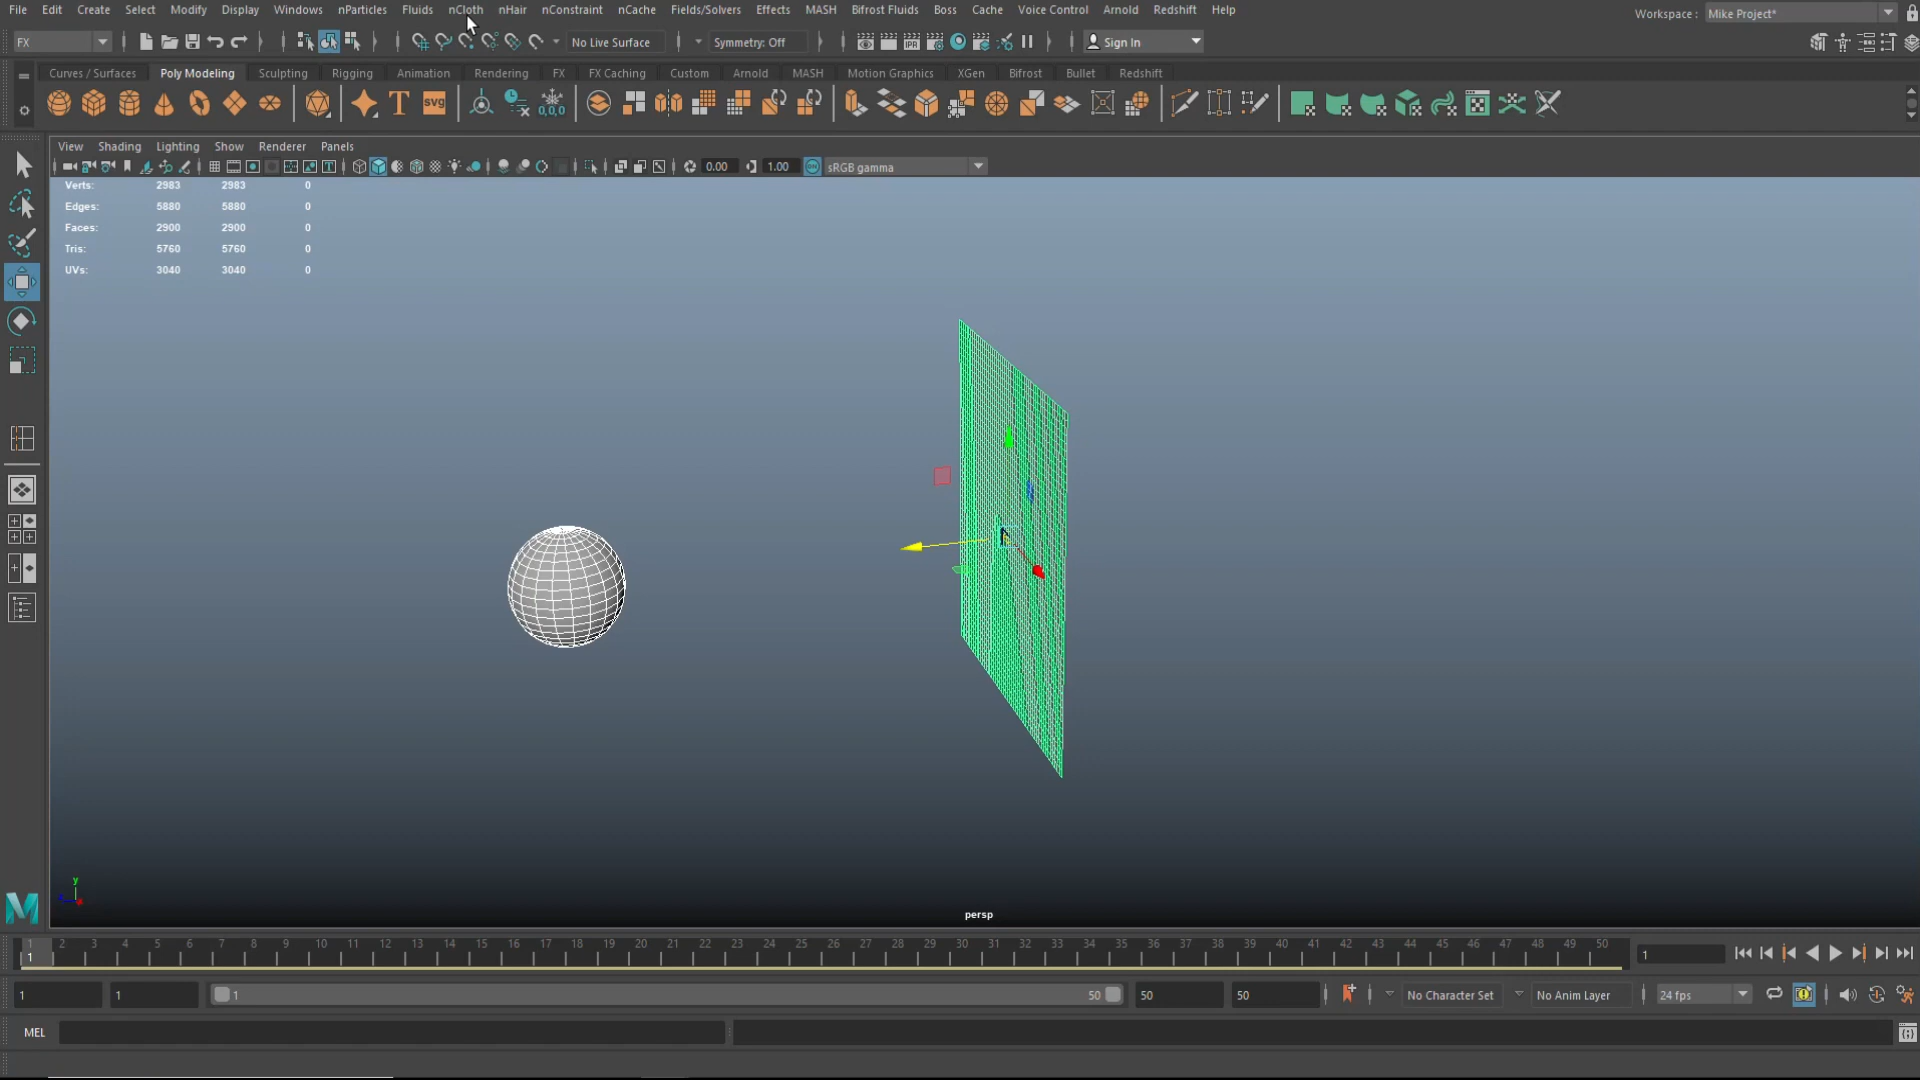 File Edit Create Select Modify Display Windows nParticles Fluids nCloth nHair nConstraint nCache Fields/Solvers Effects MASH Bifrost Fluids Boss Cache Voice Control Arnold Redshift Help Workspace : Mike Project*
FX No Live Surface Symmetry: Off IPR Sign In
Curves / Surfaces Poly Modeling Sculpting Rigging Animation Rendering FX FX Caching Custom Arnold MASH Motion Graphics XGen Bifrost Bullet Redshift
T SVG 0,0,0
View Shading Lighting Show Renderer Panels
0.00 1.00 ON sRGB gamma
Verts: 2983 2983 0
Edges: 5880 5880 0
Faces: 2900 2900 0
Tris: 5760 5760 0
UVs: 3040 3040 0
y
persp
1 2 3 4 5 6 7 8 9 10 11 12 13 14 15 16 17 18 19 20 21 22 23 24 25 26 27 28 29 30 31 32 33 34 35 36 37 38 39 40 41 42 43 44 45 46 47 48 49 50
1 1
1 1 1 50 50 50 No Character Set No Anim Layer 24 fps
MEL